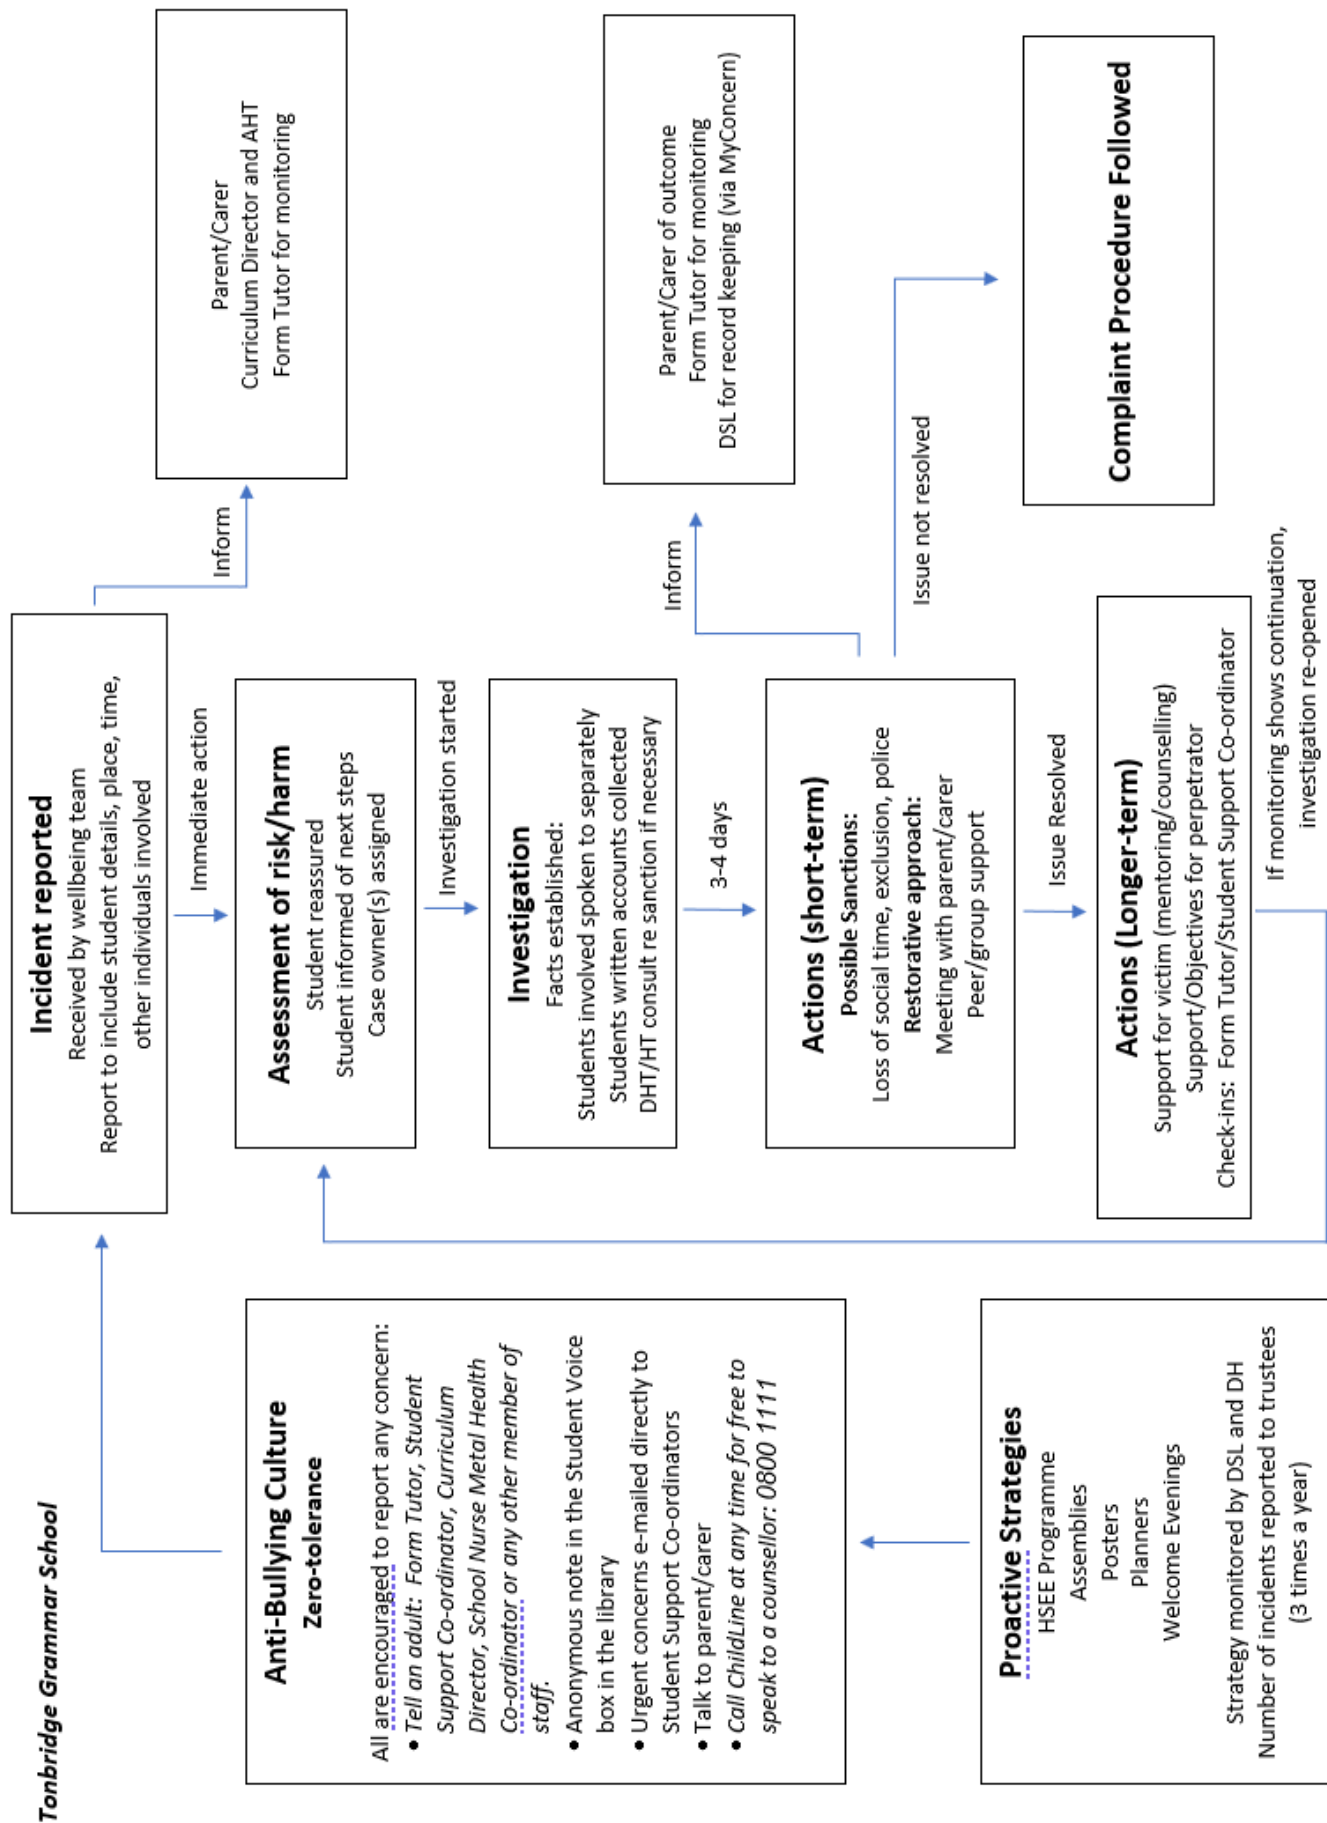 Tonbridge Grammar School
Anti-Bullying Culture
Zero-tolerance
All are encouraged to report any concern:
• Tell an adult: Form Tutor, Student
Support Co-ordinator, Curriculum
Director, School Nurse Metal Health
Co-ordinator or any other member of
staff.
• Anonymous note in the Student Voice
box in the library
• Urgent concerns e-mailed directly to
Student Support Co-ordinators
• Talk to parent/carer
• Call ChildLine at any time for free to
speak to a counsellor: 0800 1111
Proactive Strategies
HSEE Programme
Assemblies
Posters
Planners
Welcome Evenings
Strategy monitored by DSL and DH
Number of incidents reported to trustees
(3 times a year)
Incident reported
Received by wellbeing team
Report to include student details, place, time,
other individuals involved
Inform
Parent/Carer
Curriculum Director and AHT
Form Tutor for monitoring
Immediate action
Assessment of risk/harm
Student reassured
Student informed of next steps
Case owner(s) assigned
Investigation started
Investigation
Facts established:
Students involved spoken to separately
Students written accounts collected
DHT/HT consult re sanction if necessary
3-4 days
Actions (short-term)
Possible Sanctions:
Loss of social time, exclusion, police
Restorative approach:
Meeting with parent/carer
Peer/group support
Inform
Parent/Carer of outcome
Form Tutor for monitoring
DSL for record keeping (via MyConcern)
Issue not resolved
Complaint Procedure Followed
Issue Resolved
Actions (Longer-term)
Support for victim (mentoring/counselling)
Support/Objectives for perpetrator
Check-ins: Form Tutor/Student Support Co-ordinator
If monitoring shows continuation,
investigation re-opened